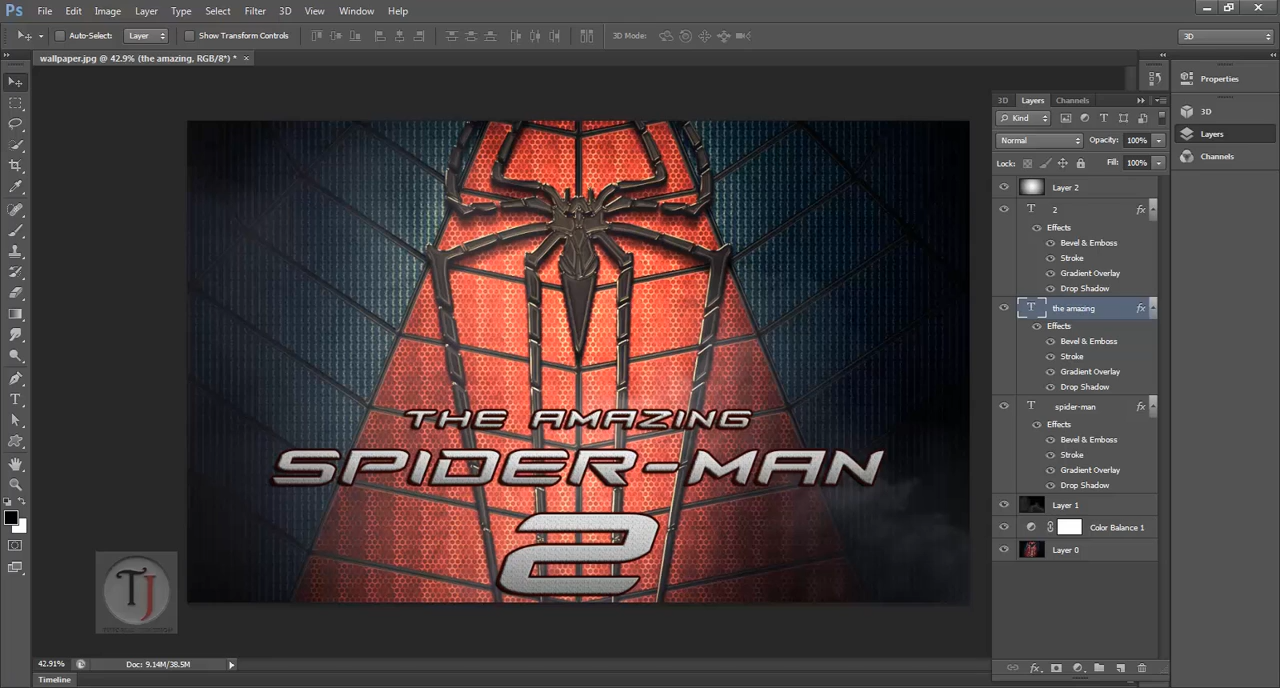 Ps File Edit Image Layer Type Select Filter 3D View Window Help
Auto-Select: Layer Show Transform Controls 3D Mode: 3D
wallpaper.jpg @ 42.9% (the amazing, RGB/8*) * ×
Properties
3D
Layers
Channels
3D Layers Channels
Kind
Normal Opacity: 100%
Lock: Fill: 100%
Layer 2
T 2 fx
Effects
Bevel & Emboss
Stroke
Gradient Overlay
Drop Shadow
T the amazing fx
Effects
Bevel & Emboss
Stroke
Gradient Overlay
Drop Shadow
T spider-man fx
Effects
Bevel & Emboss
Stroke
Gradient Overlay
Drop Shadow
Layer 1
Color Balance 1
Layer 0
THE AMAZING
SPIDER-MAN
2
TJ
42.91% Doc: 9.14M/38.5M
Timeline